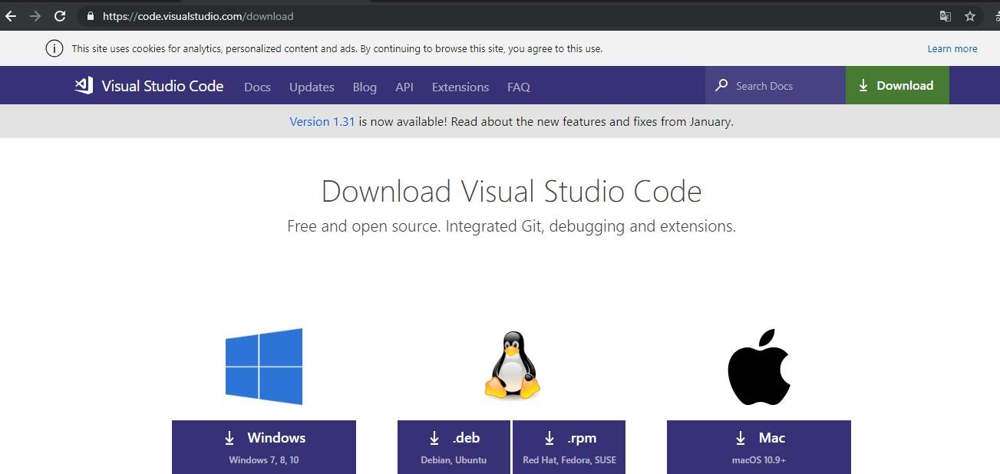 https://code.visualstudio.com/download
This site uses cookies for analytics, personalized content and ads. By continuing to browse this site, you agree to this use. Learn more
Visual Studio Code Docs Updates Blog API Extensions FAQ Search Docs Download
Version 1.31 is now available! Read about the new features and fixes from January.
Download Visual Studio Code
Free and open source. Integrated Git, debugging and extensions.
Windows .deb .rpm Mac
Windows 7, 8, 10 Debian, Ubuntu Red Hat, Fedora, SUSE macOS 10.9+